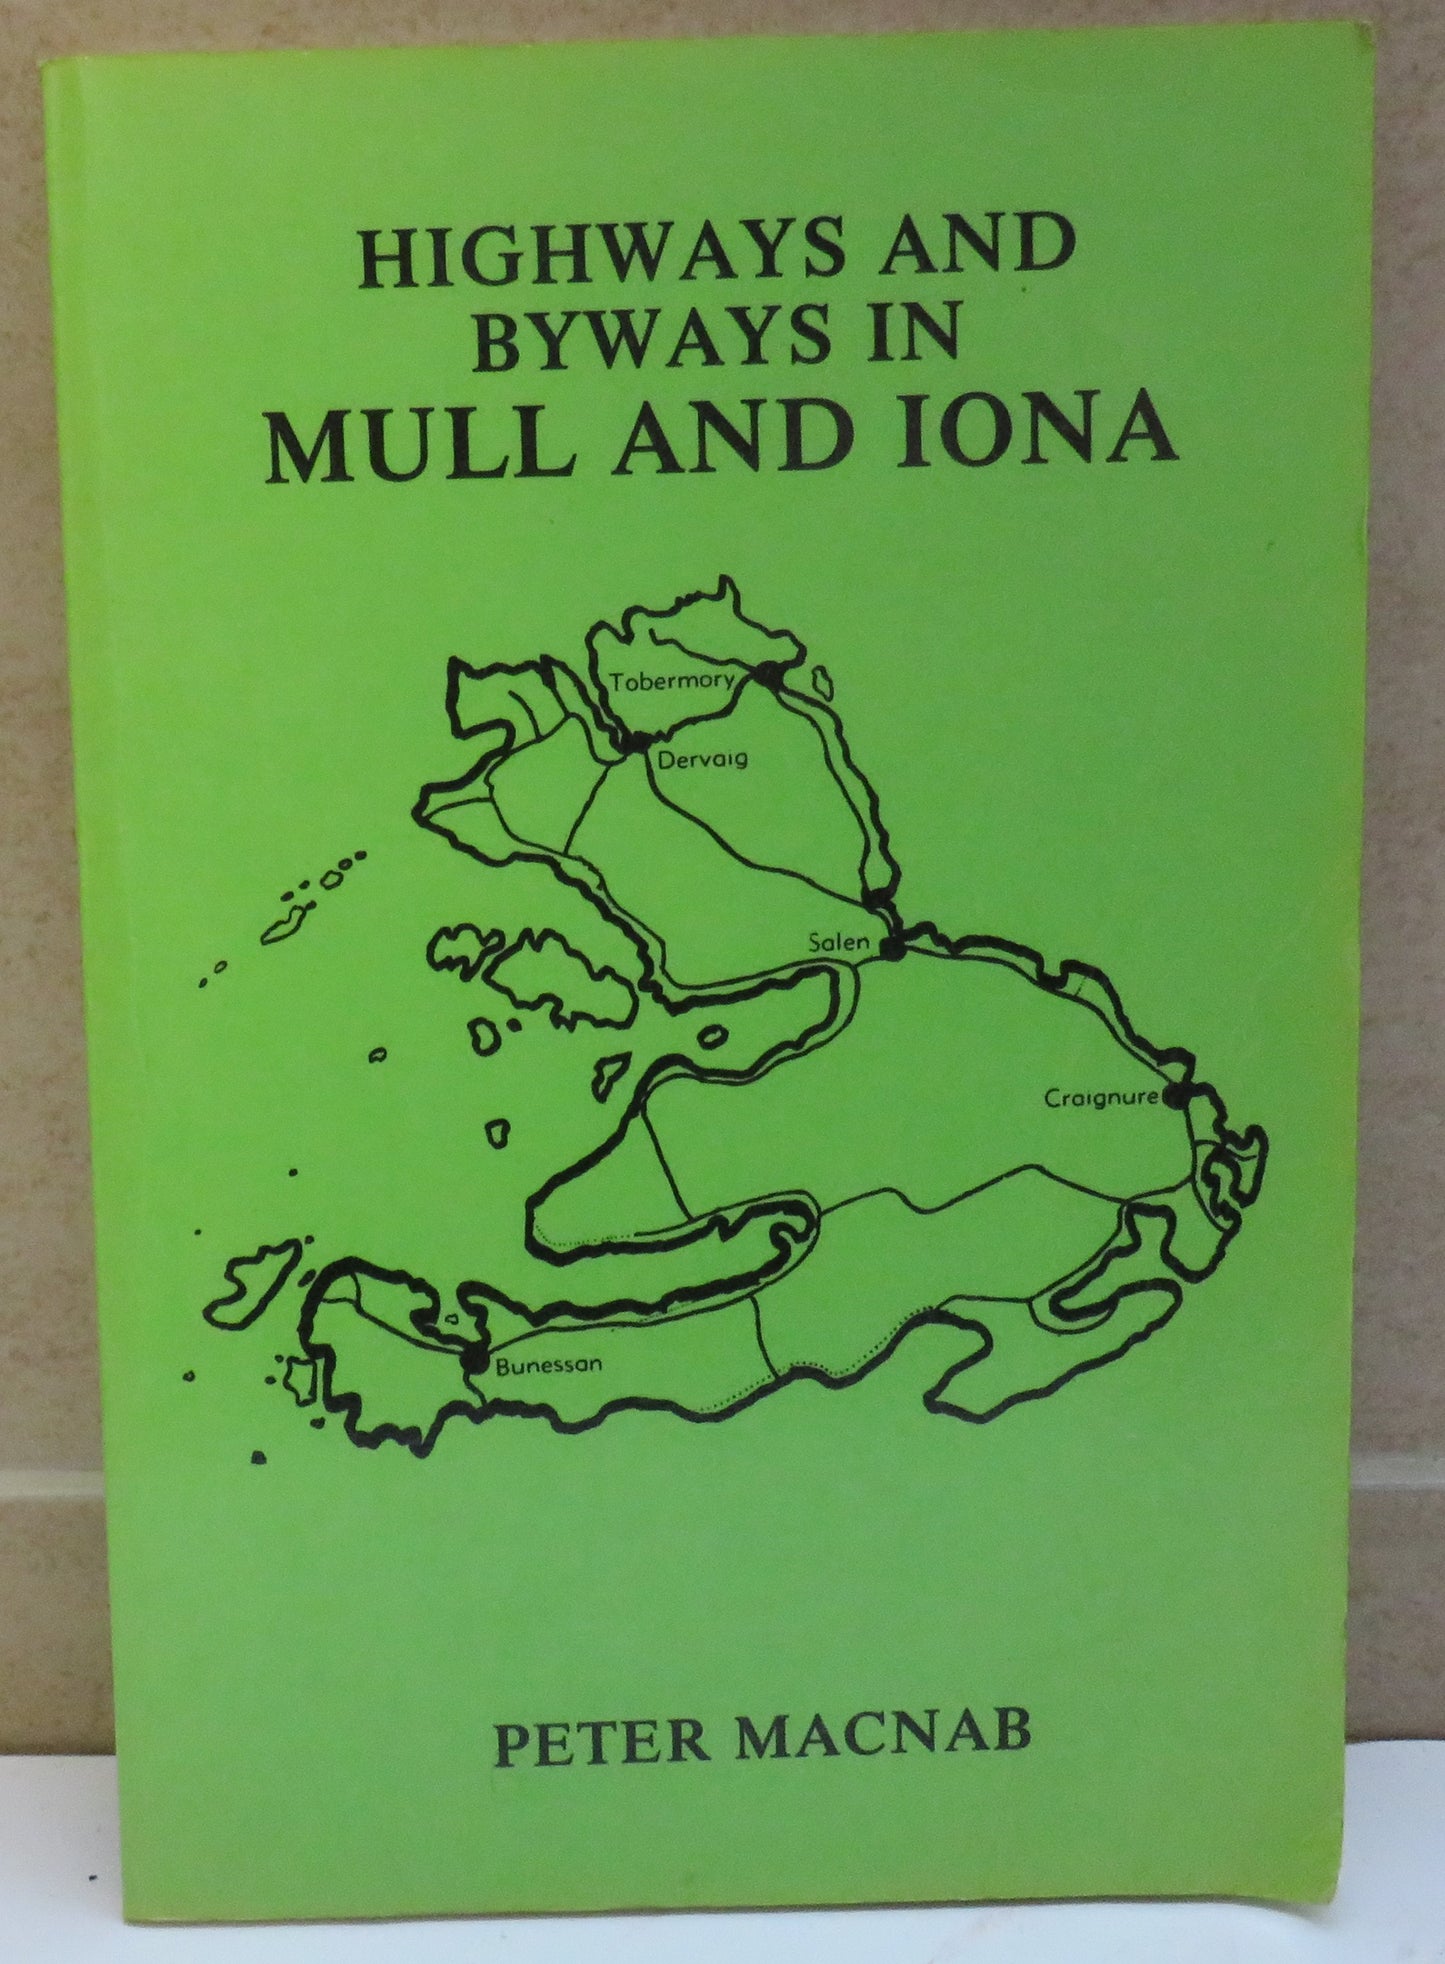 HIGHWAYS AND
BYWAYS IN
MULL AND IONA
Tobermory
Dervaig
Salen
Craignure
Bunessan
PETER MACNAB